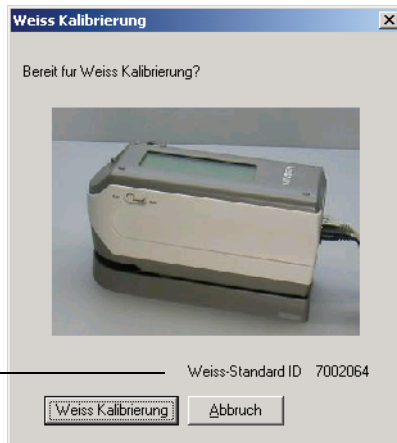 Weiss Kalibrierung
Bereit fur Weiss Kalibrierung?
Weiss-Standard ID 7002064
Weiss Kalibrierung Abbruch